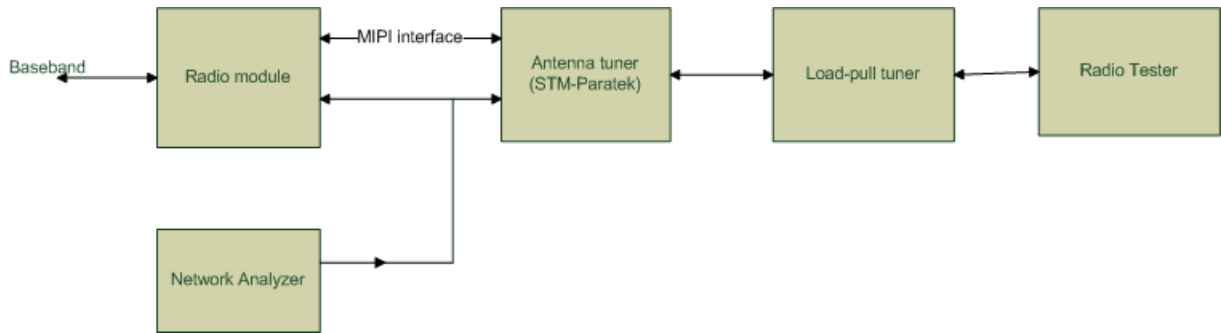 Baseband
Radio module
MIPI interface
Antenna tuner
(STM-Paratek)
Load-pull tuner
Radio Tester
Network Analyzer